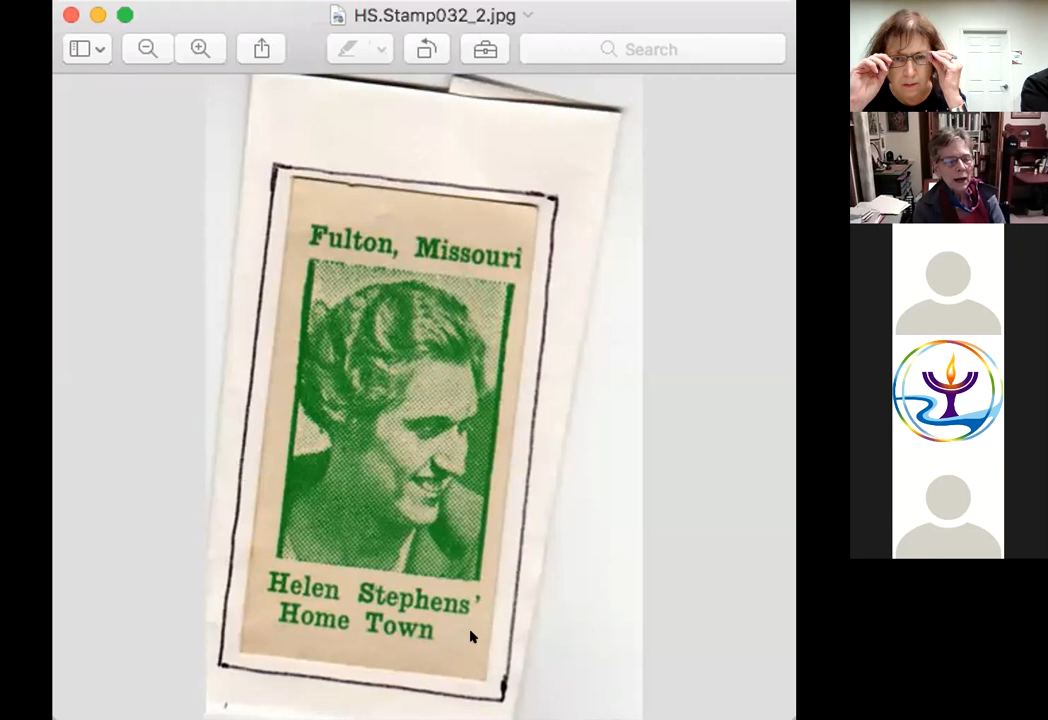 HS.Stamp032_2.jpg
Search
Fulton, Missouri
Helen Stephens’
Home Town